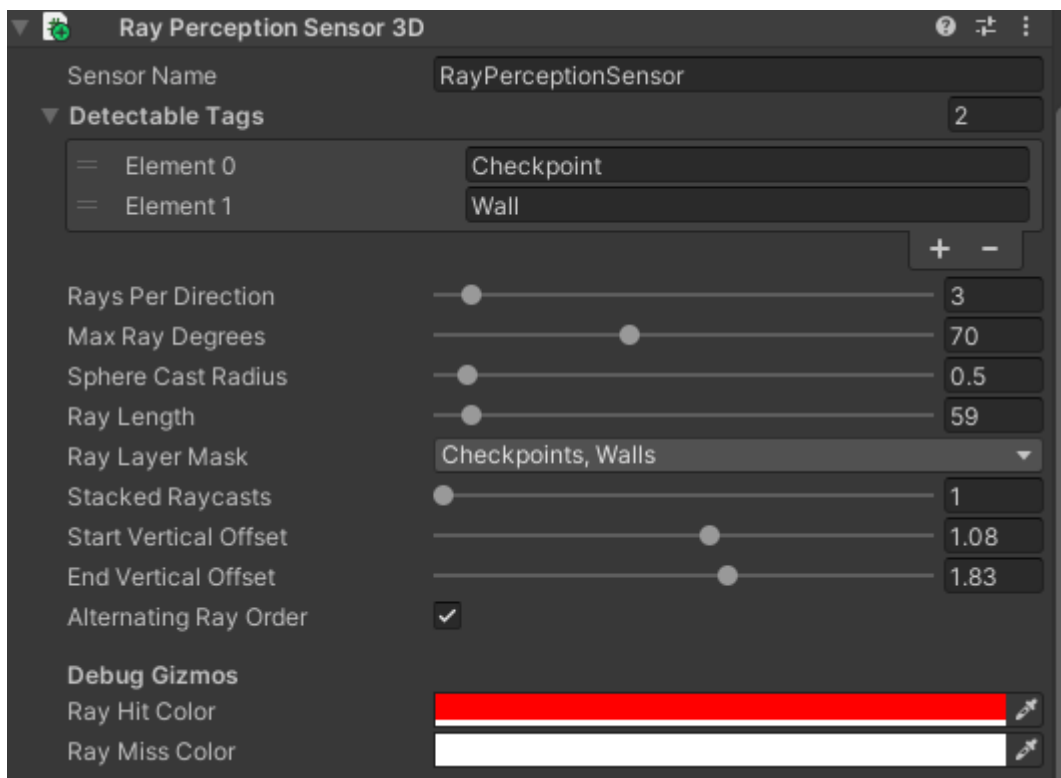 Ray Perception Sensor 3D
Sensor Name RayPerceptionSensor
Detectable Tags 2
Element 0 Checkpoint
Element 1 Wall
+ −
Rays Per Direction 3
Max Ray Degrees 70
Sphere Cast Radius 0.5
Ray Length 59
Ray Layer Mask Checkpoints, Walls
Stacked Raycasts 1
Start Vertical Offset 1.08
End Vertical Offset 1.83
Alternating Ray Order
Debug Gizmos
Ray Hit Color
Ray Miss Color